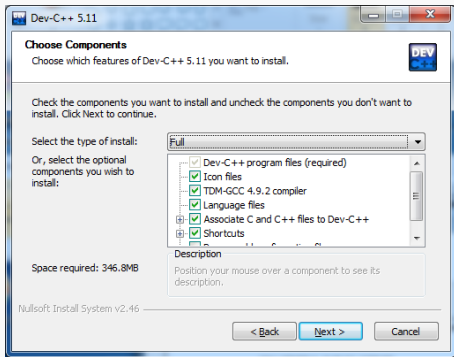 Dev-C++ 5.11
Choose Components
Choose which features of Dev-C++ 5.11 you want to install.
DEV
C++
Check the components you want to install and uncheck the components you don't want to
install. Click Next to continue.
Select the type of install:
Full
Or, select the optional
components you wish to
install:
Dev-C++ program files (required)
Icon files
TDM-GCC 4.9.2 compiler
Language files
Associate C and C++ files to Dev-C++
Shortcuts
Space required: 346.8MB
Description
Position your mouse over a component to see its
description.
Nullsoft Install System v2.46
< Back
Next >
Cancel